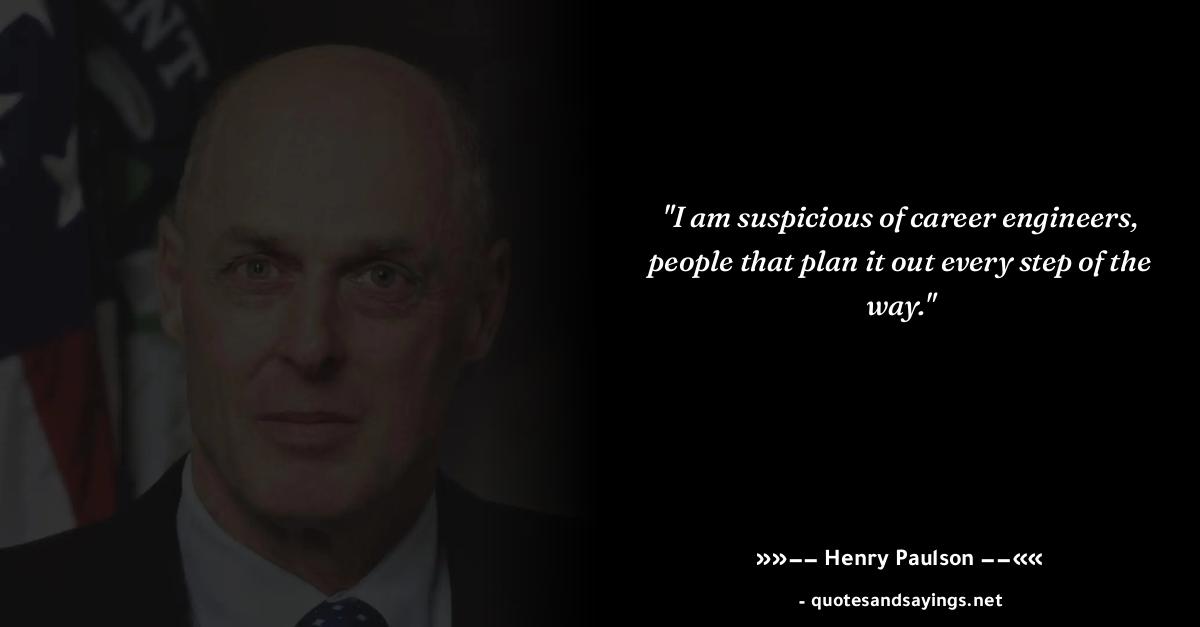 NT
"I am suspicious of career engineers,
people that plan it out every step of the
way."
»»−− Henry Paulson −−««
- quotesandsayings.net